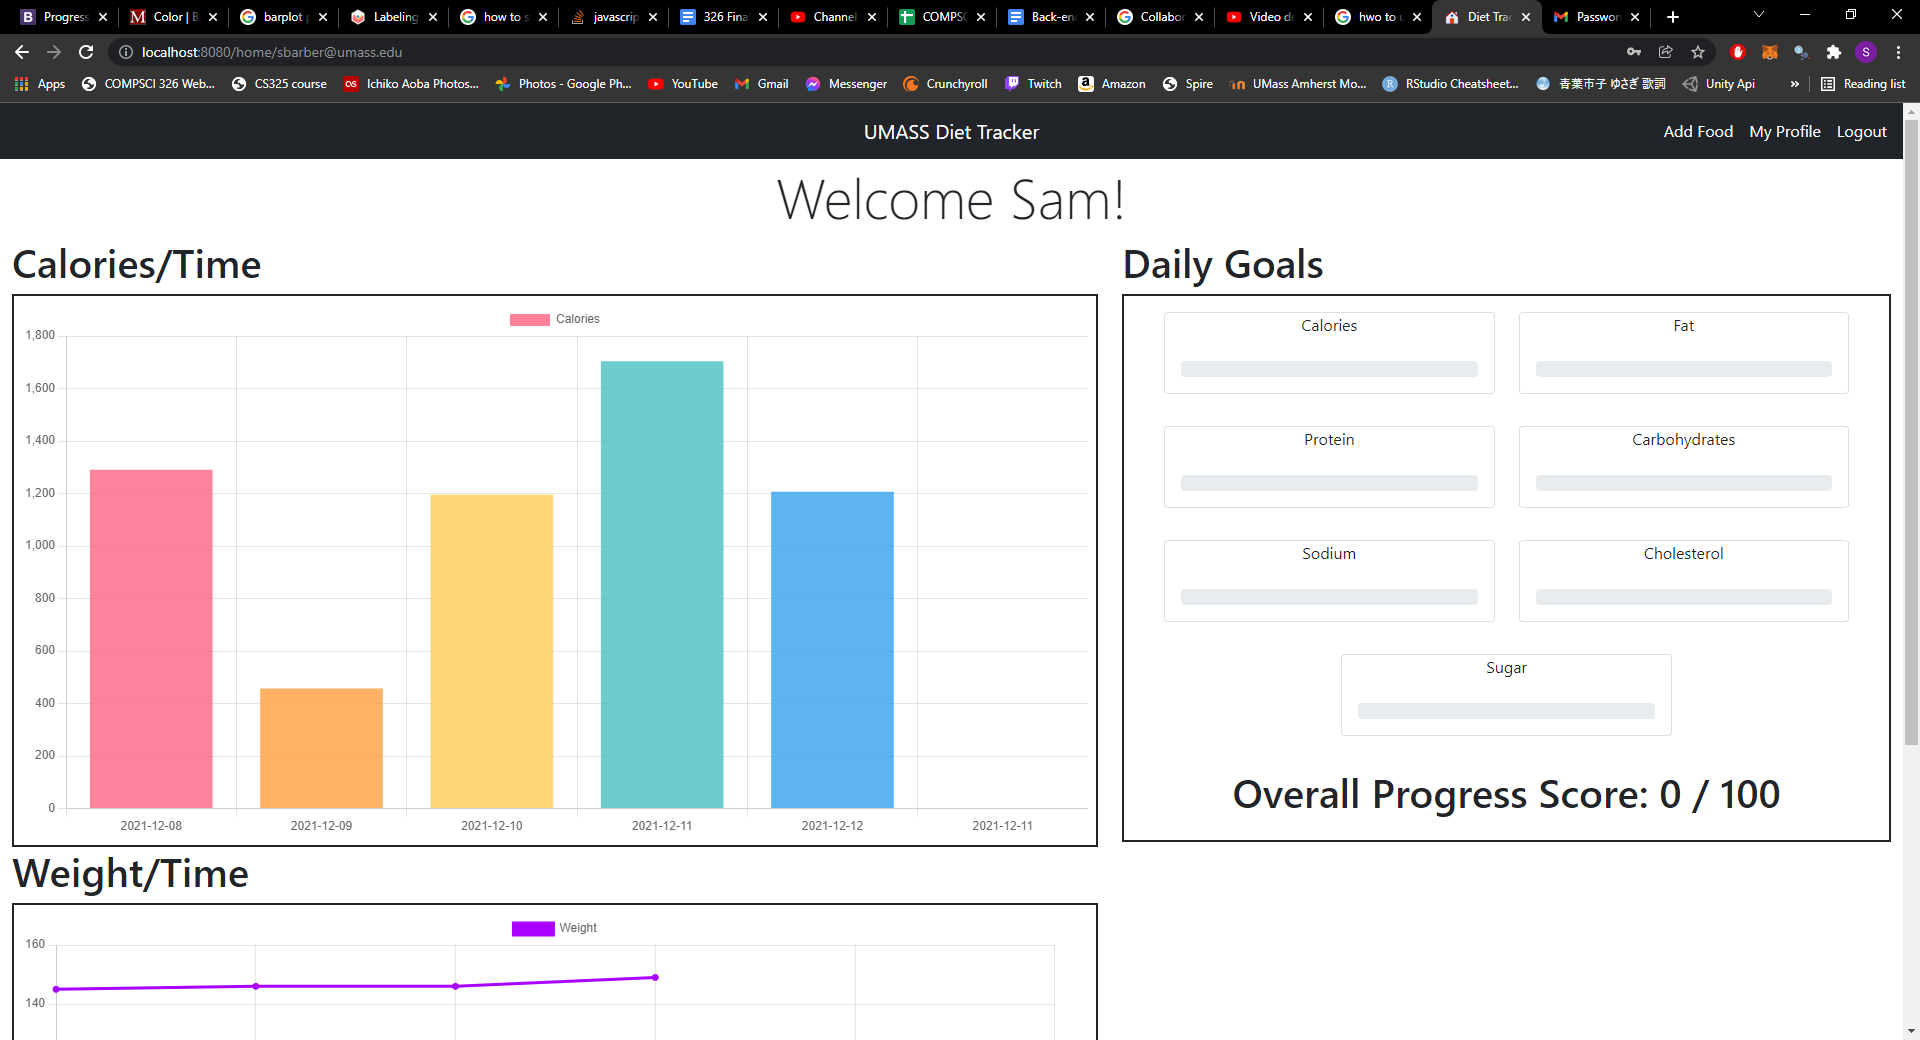 Progress
Color | B
barplot p
Labeling
how to s
javascrip
326 Fina
Channel
COMPSC
Back-en
Collabor
Video de
hwo to u
Diet Trac
Passwor
localhost:8080/home/sbarber@umass.edu
S
Apps
COMPSCI 326 Web...
CS325 course
Ichiko Aoba Photos...
Photos - Google Ph...
YouTube
Gmail
Messenger
Crunchyroll
Twitch
Amazon
Spire
UMass Amherst Mo...
RStudio Cheatsheet...
青葉市子 ゆさぎ 歌詞
Unity Api
»
Reading list
UMASS Diet Tracker
Add Food
My Profile
Logout
Welcome Sam!
Calories/Time
Calories
1,800
1,600
1,400
1,200
1,000
800
600
400
200
0
2021-12-08
2021-12-09
2021-12-10
2021-12-11
2021-12-12
2021-12-11
Daily Goals
Calories
Fat
Protein
Carbohydrates
Sodium
Cholesterol
Sugar
Overall Progress Score: 0 / 100
Weight/Time
Weight
160
140